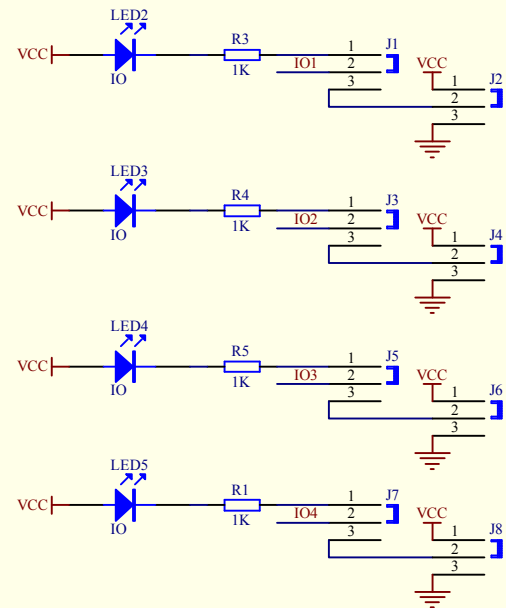 LED2
VCC
IO
R3
1K
IO1
1
2
3
J1
VCC
1
2
3
J2
LED3
VCC
IO
R4
1K
IO2
1
2
3
J3
VCC
1
2
3
J4
LED4
VCC
IO
R5
1K
IO3
1
2
3
J5
VCC
1
2
3
J6
LED5
VCC
IO
R1
1K
IO4
1
2
3
J7
VCC
1
2
3
J8